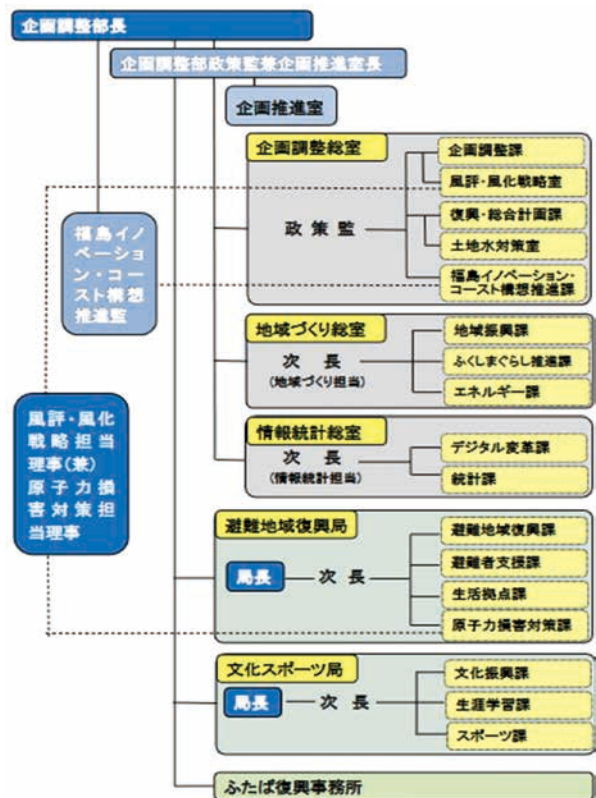 企画調整部長
企画調整部政策監兼企画推進室長
企画推進室
企画調整総室
政策監
企画調整課
風評・風化戦略室
復興・総合計画課
土地水対策室
福島イノベーション・
コースト構想推進課
福島イノ
ベーショ
ン・コー
スト構想
推進監
地域づくり総室
次長
(地域づくり担当)
地域振興課
ふくしまぐらし推進課
エネルギー課
風評・風化
戦略担当
理事(兼)
原子力損
害対策担
当理事
情報統計総室
次長
(情報統計担当)
デジタル変革課
統計課
避難地域復興局
局長
次長
避難地域復興課
避難者支援課
生活拠点課
原子力損害対策課
文化スポーツ局
局長
次長
文化振興課
生涯学習課
スポーツ課
ふたば復興事務所